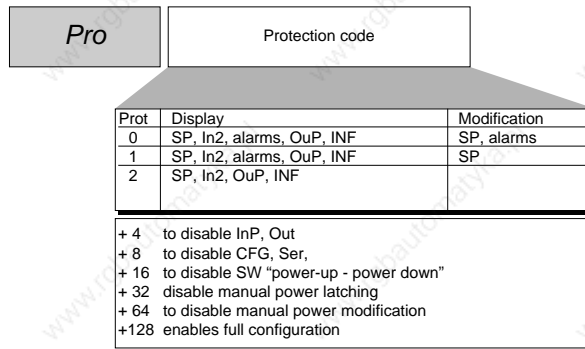 Pro
Protection code
Prot Display Modification
0 SP, In2, alarms, OuP, INF SP, alarms
1 SP, In2, alarms, OuP, INF SP
2 SP, In2, OuP, INF
+ 4 to disable InP, Out
+ 8 to disable CFG, Ser,
+ 16 to disable SW “power-up - power down”
+ 32 disable manual power latching
+ 64 to disable manual power modification
+128 enables full configuration